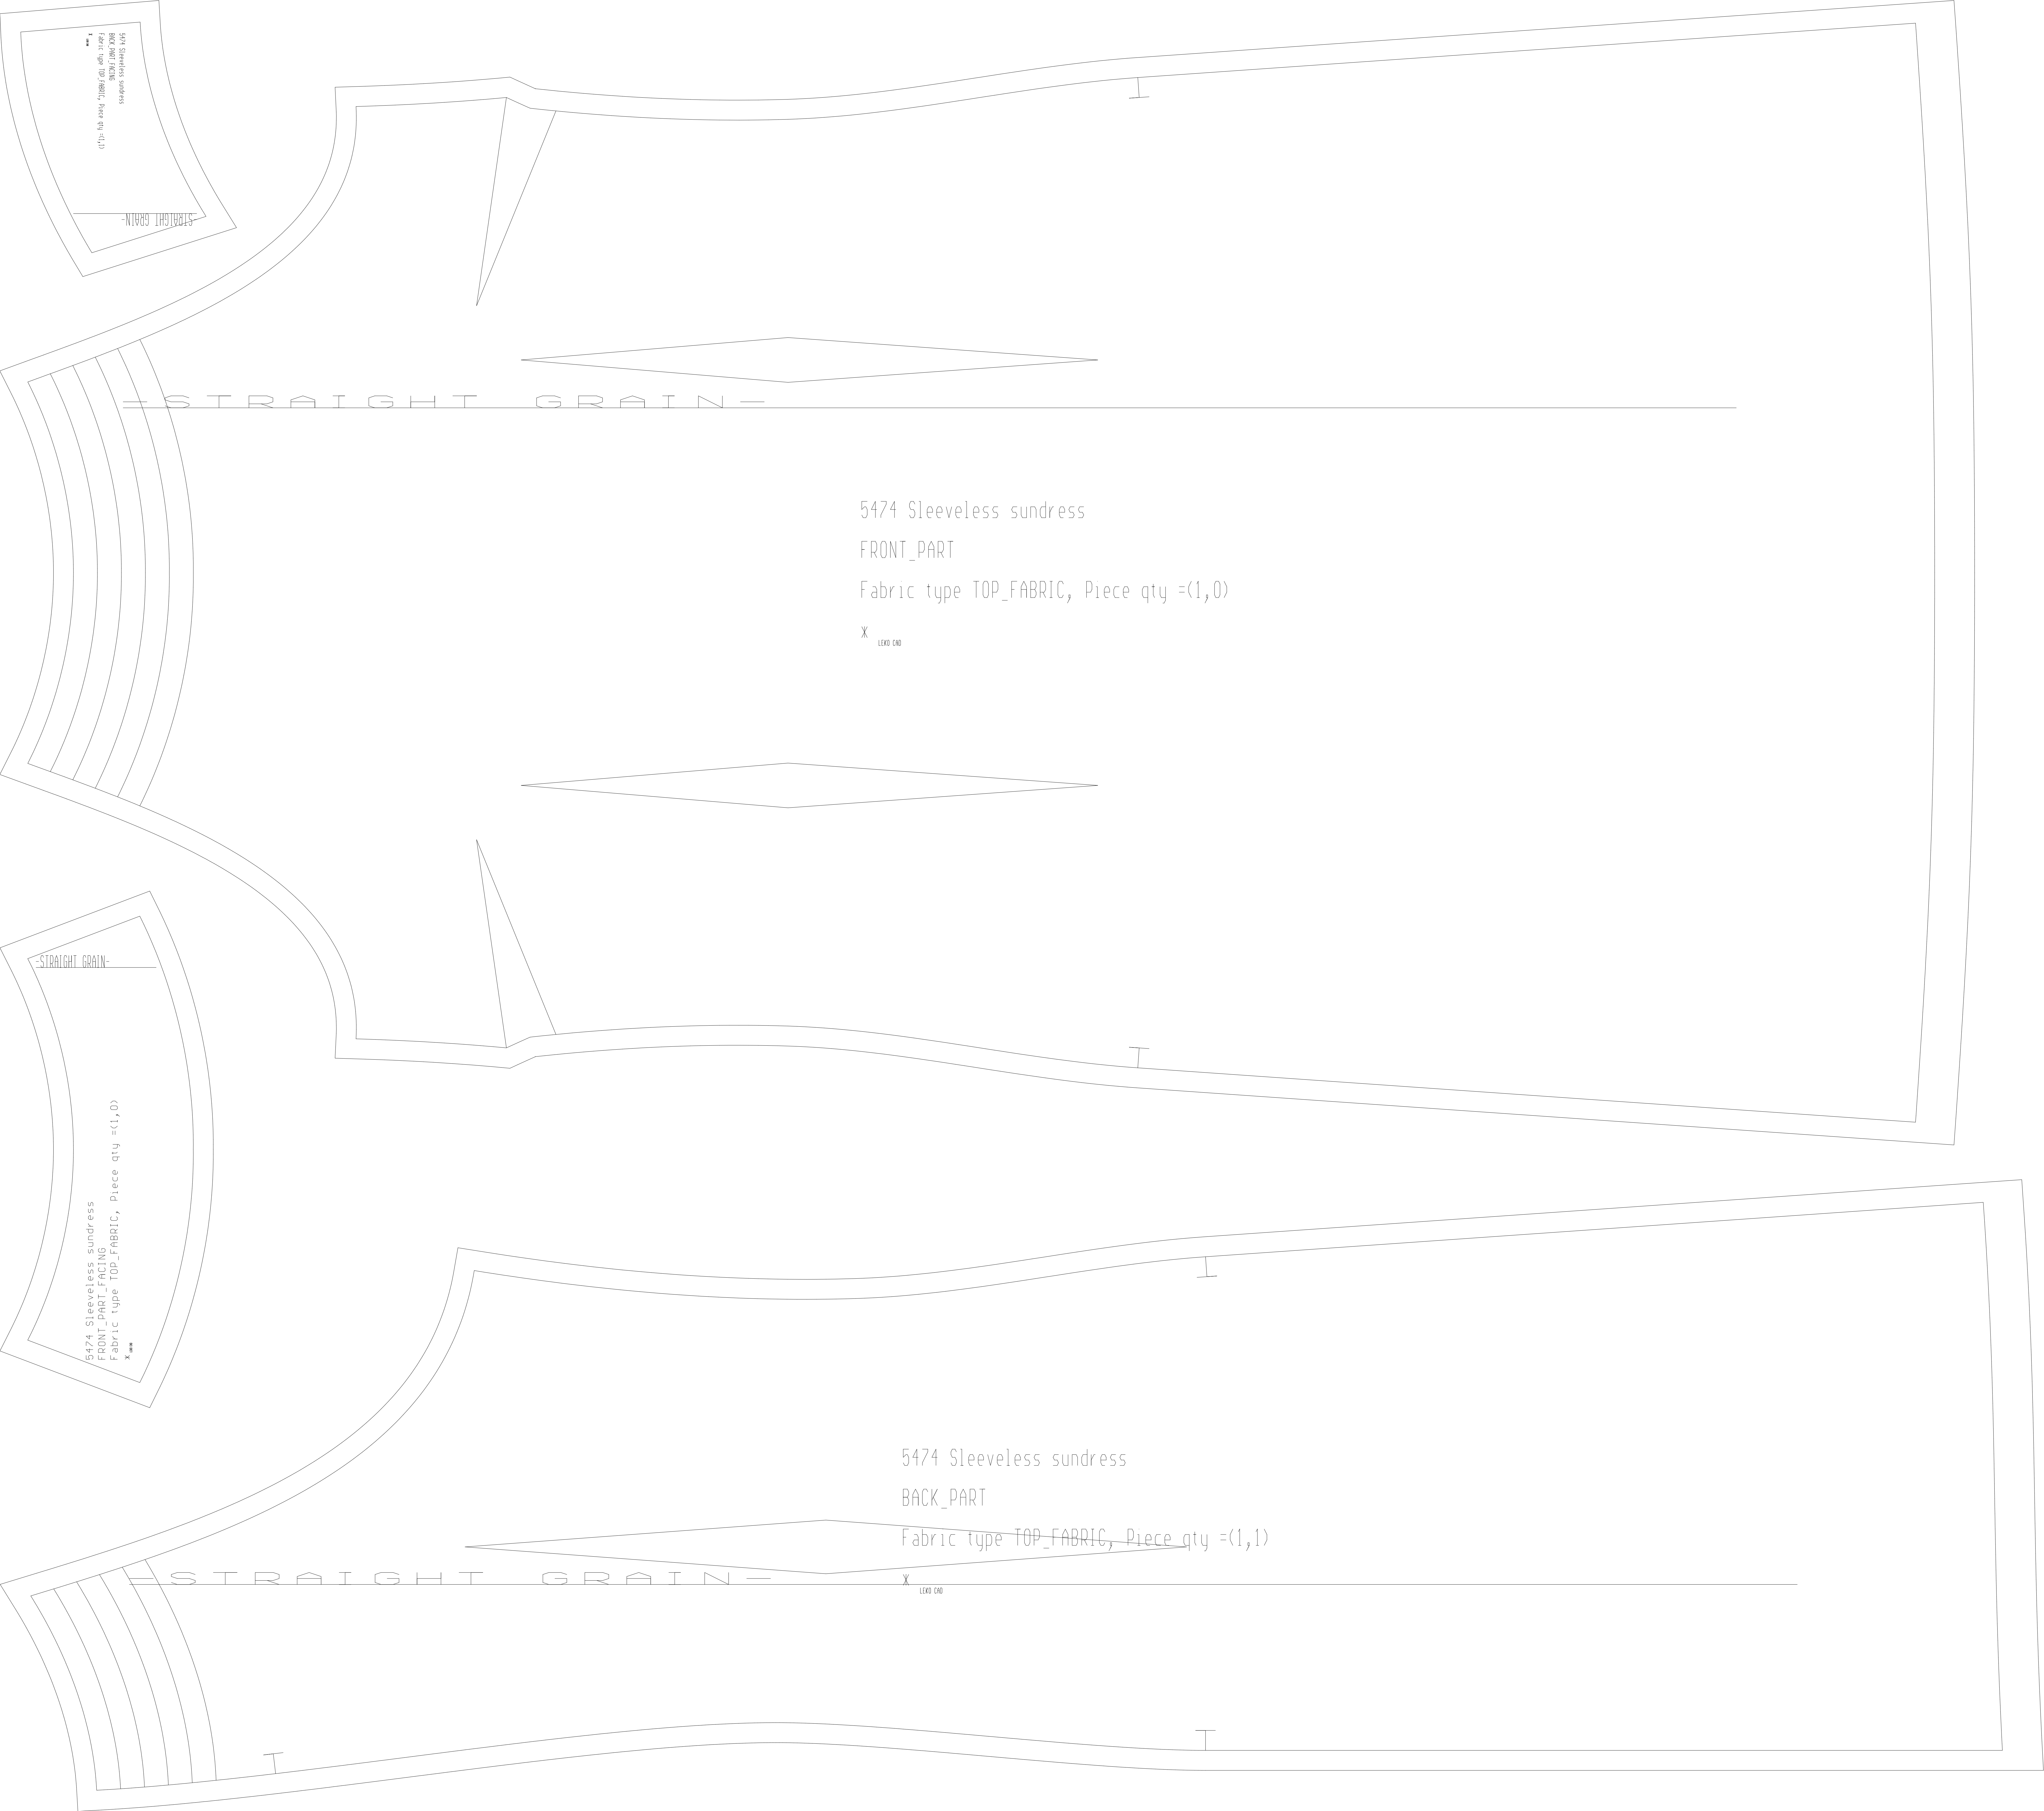 5474 Sleeveless sundress
BACK_PART_FACING
Fabric type TOP_FABRIC, Piece qty =(1,1)
-STRAIGHT GRAIN-
-STRAIGHT GRAIN-
5474 Sleeveless sundress
FRONT_PART
Fabric type TOP_FABRIC, Piece qty =(1,0)
LEKO CAD
-STRAIGHT GRAIN-
5474 Sleeveless sundress
FRONT_PART_FACING
Fabric type TOP_FABRIC, Piece qty =(1,0)
5474 Sleeveless sundress
BACK_PART
Fabric type TOP_FABRIC, Piece qty =(1,1)
-STRAIGHT GRAIN-
LEKO CAD